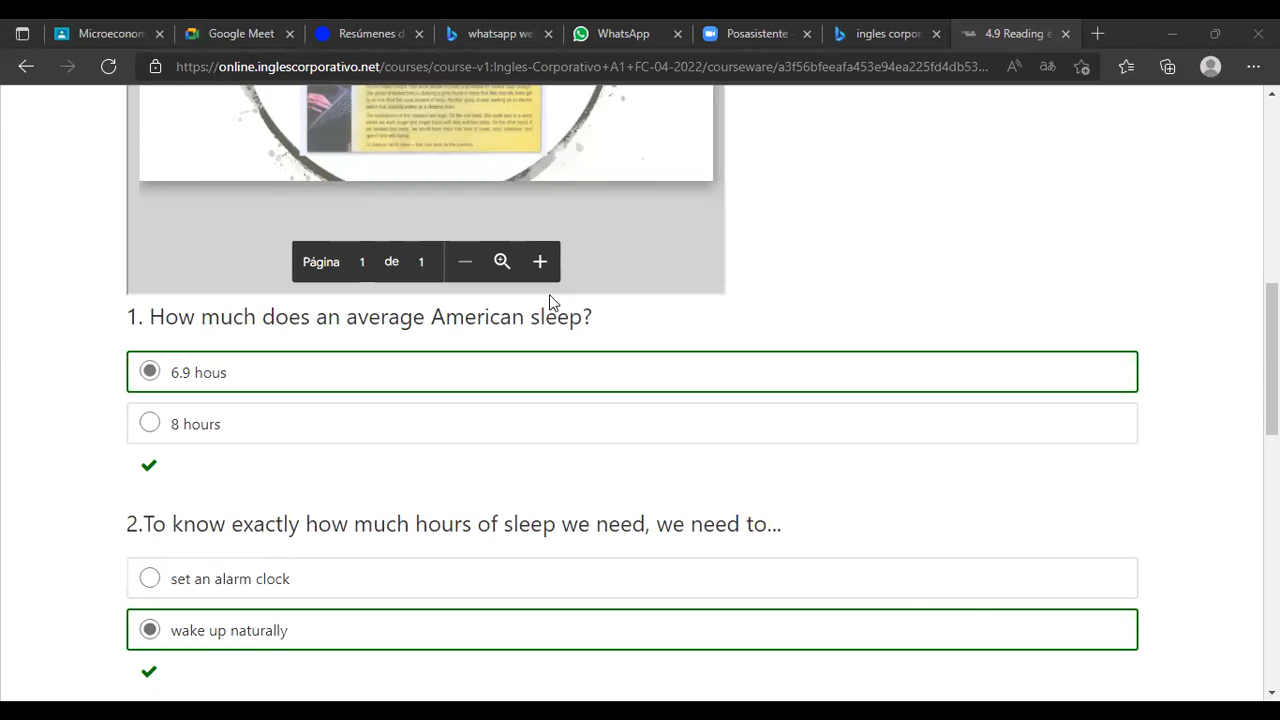 Microeconom
Google Meet
Resúmenes d
whatsapp we
WhatsApp
Posasistente -
ingles corpor
4.9 Reading e
https://online.inglescorporativo.net/courses/course-v1:Ingles-Corporativo+A1+FC-04-2022/courseware/a3f56bfeeafa453e94ea225fd4db53...
Página 1 de 1
1. How much does an average American sleep?
6.9 hous
8 hours
2.To know exactly how much hours of sleep we need, we need to...
set an alarm clock
wake up naturally